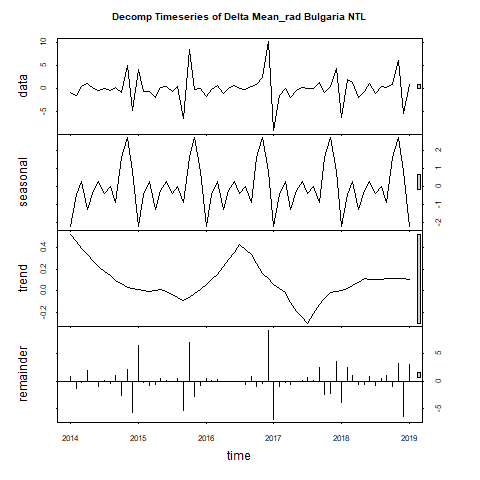 Decomp Timeseries of Delta Mean_rad Bulgaria NTL
data
10
5
0
-5
seasonal
2
1
0
-1
-2
trend
0.4
0.2
0.0
-0.2
remainder
5
0
-5
2014 2015 2016 2017 2018 2019
time